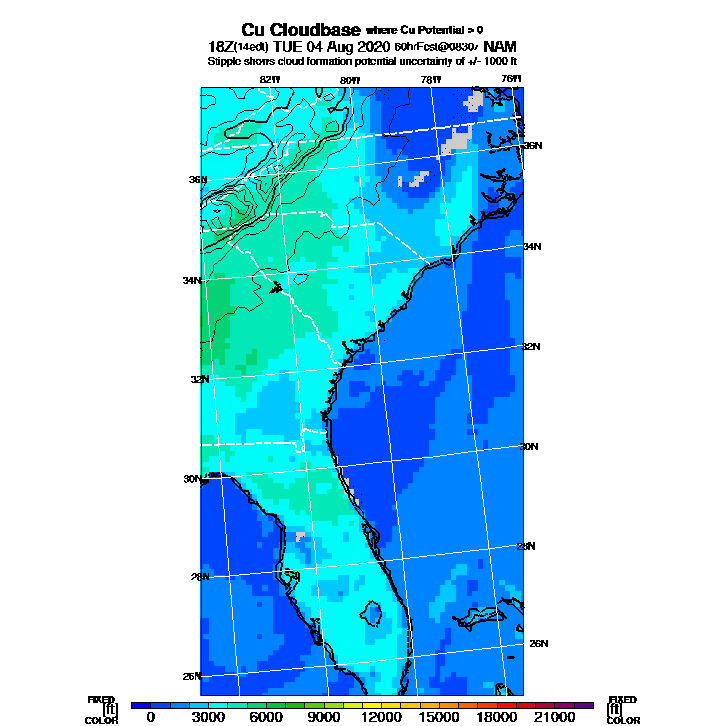 Cu Cloudbase where Cu Potential > 0
18Z(14edt) TUE 04 Aug 2020 60hrFcst@0830z NAM
Stipple shows cloud formation potential uncertainty of +/- 1000 ft
82W 80W 78W 76W
36N
36N
34N
34N
32N
32N
30N
30N
28N
28N
26N
26N
FIXED FIXED
[ft] [ft]
COLOR COLOR
0 3000 6000 9000 12000 15000 18000 21000